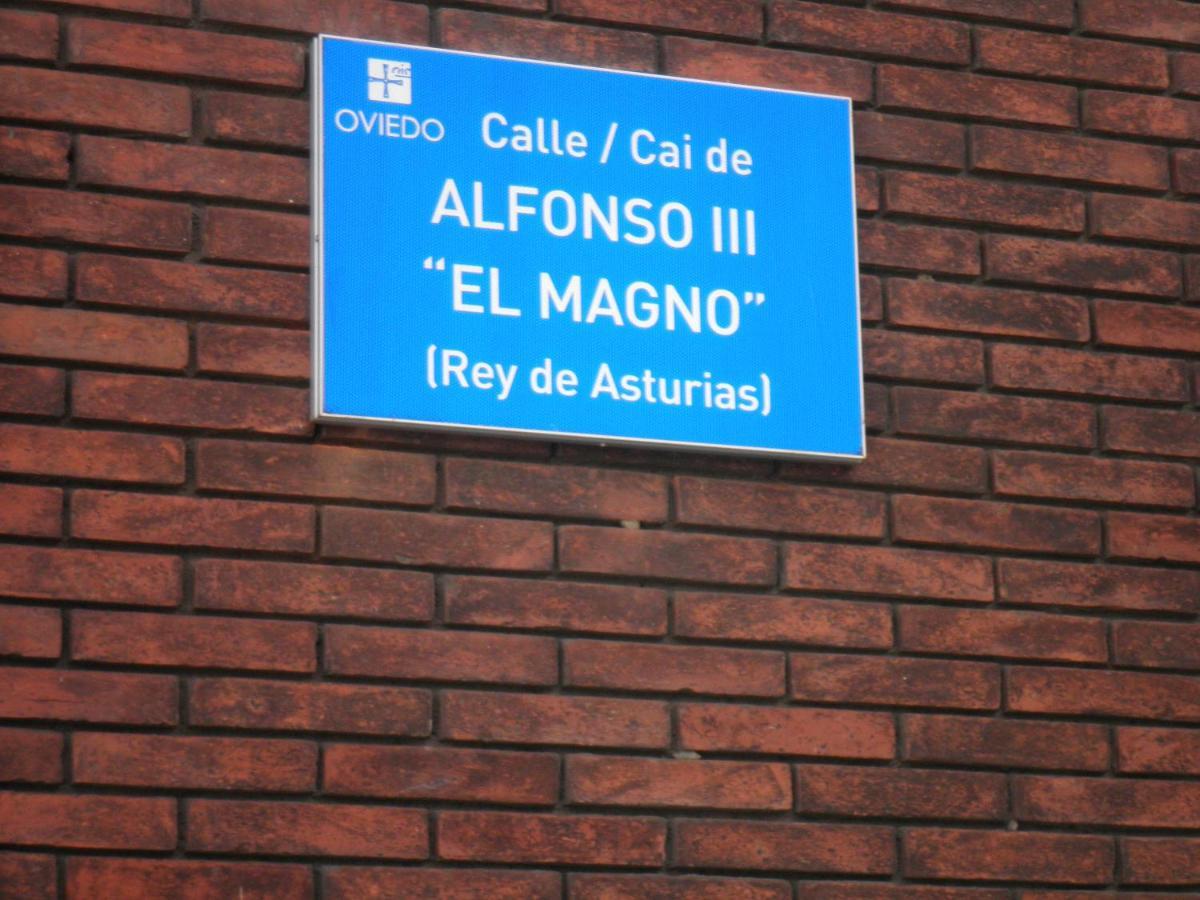 OVIEDO
Calle / Cai de
ALFONSO III
“EL MAGNO”
(Rey de Asturias)